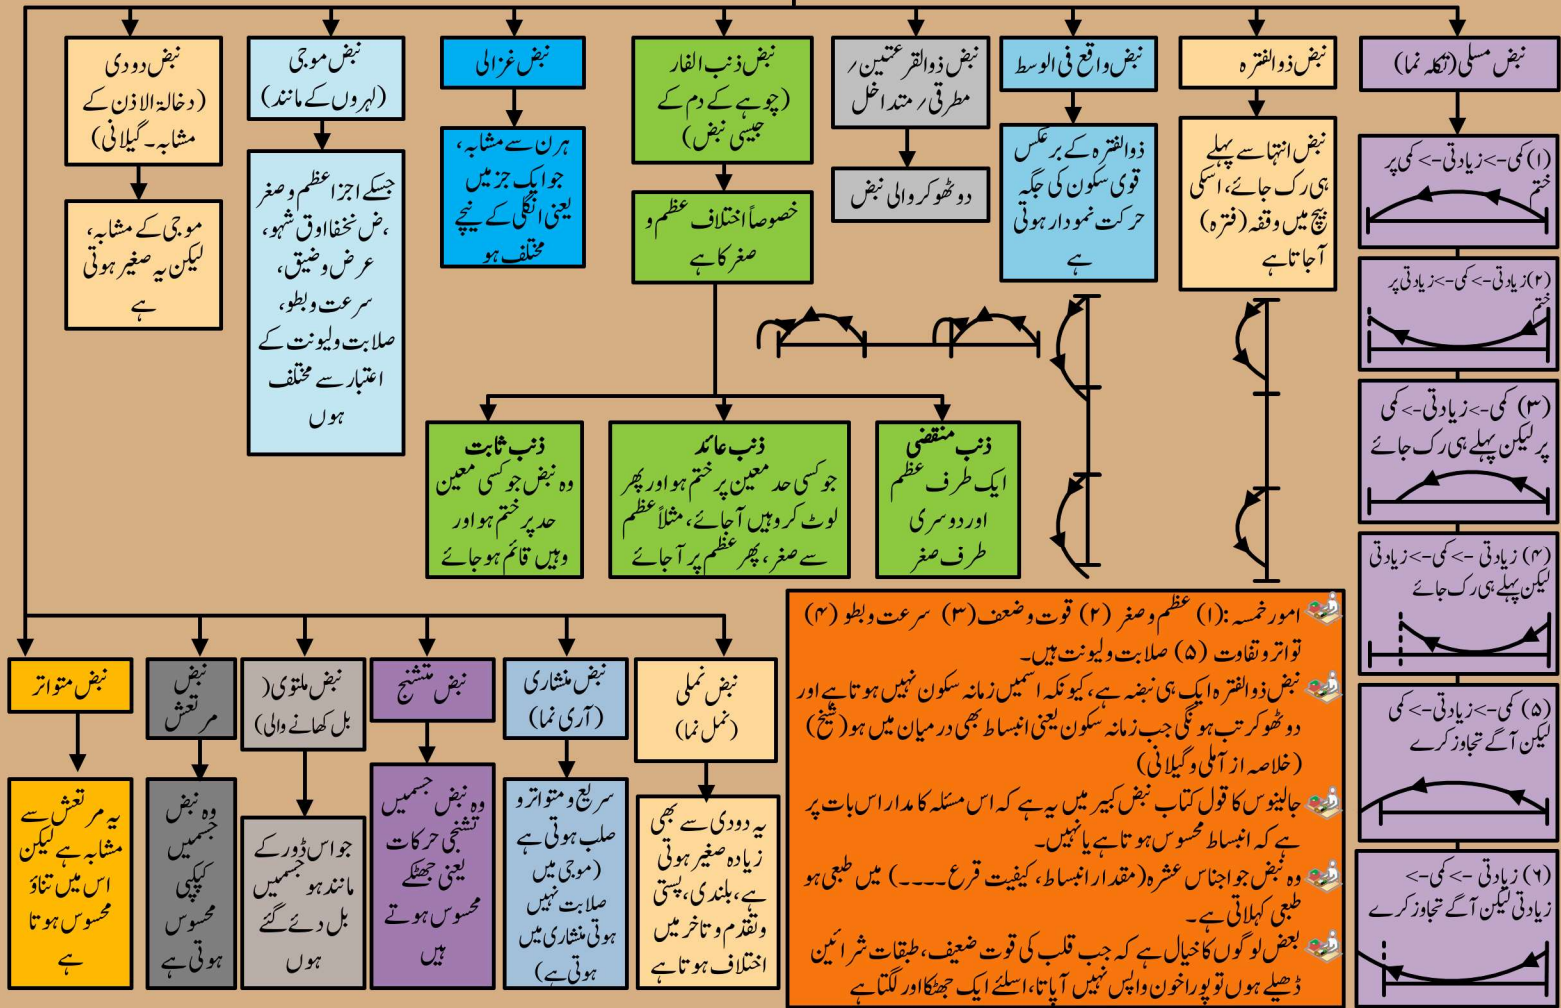 نبض مسلی (تکلہ نما)
(۱) کمی->زیادتی->کمی پر
ختم
(۲) زیادتی->کمی->زیادتی پر
ختم
(۳) کمی->زیادتی->کمی
پر لیکن پہلے ہی رک جائے
(۴) زیادتی ->کمی->زیادتی
لیکن پہلے ہی رک جائے
(۵) کمی->زیادتی->کمی
لیکن آگے تجاوز کرے
(۶) زیادتی ->کمی->
زیادتی لیکن آگے تجاوز کرے
نبض ذوالفترہ
نبض انتہا سے پہلے
ہی رک جائے، اسکی
بیچ میں وقفہ (فترہ)
آجاتا ہے
نبض واقع فی الوسط
ذوالفترہ کے برعکس
قوی سکون کی جگہ
حرکت نمودار ہوتی
ہے
نبض ذوالقرعتین/
مطرقی/ متداخل
دو ٹھوکر والی نبض
نبض ذنب الفار
(چوہے کے دم کے
جیسی نبض)
خصوصاً اختلاف عظم و
صغر کا ہے
ذنب منقضی
ایک طرف عظم
اور دوسری
طرف صغر
ذنب عائد
جو کسی حد معین پر ختم ہو اور پھر
لوٹ کر وہیں آجائے، مثلاً عظم
سے صغر، پھر عظم پر آجائے
ذنب ثابت
وہ نبض جو کسی معین
حد پر ختم ہو اور
وہیں قائم ہو جائے
نبض غزالی
ہرن سے مشابہ،
جو ایک جز میں
یعنی انگلی کے نیچے
مختلف ہو
نبض موجی
(لہروں کے مانند)
جسکے اجزا عظم و صغر
عرض و ضیق،
سرعت و بطو،
صلابت و لیونت کے
اعتبار سے مختلف
ہوں
نبض دودی
(دخالۃ الاذن کے
مشابہ۔ گیلانی)
موجی کے مشابہ،
لیکن یہ صغیر ہوتی
ہے
نبض نملی
(نمل نما)
یہ دودی سے بھی
زیادہ صغیر ہوتی
ہے، بلندی، پستی
و تقدم و تاخر میں
اختلاف ہوتا ہے
نبض منشاری
(آری نما)
سریع و متواتر و
صلب ہوتی ہے
(موجی میں
صلابت نہیں
ہوتی منشاری میں
ہوتی ہے)
نبض متشنج
وہ نبض جسمیں
تشنجی حرکات
یعنی جھٹکے
محسوس ہوتے
ہیں
نبض ملتوی(
بل کھانے والی)
جو اس ڈور کے
مانند ہو جسمیں
بل دئے گئے
ہوں
نبض
مرتعش
وہ نبض
جسمیں
کپکپی
محسوس
ہوتی ہے
نبض متواتر
یہ مرتعش سے
مشابہ ہے لیکن
اس میں تناؤ
محسوس ہوتا
ہے
امور خمسہ: (۱) عظم و صغر (۲) قوت و ضعف (۳) سرعت و بطو (۴)
تواتر و تفاوت (۵) صلابت و لیونت ہیں۔
نبض ذوالفترہ ایک ہی نبضہ ہے، کیونکہ اسمیں زمانہ سکون نہیں ہوتا ہے اور
دو ٹھوکر تب ہونگی جب زمانہ سکون یعنی انبساط بھی درمیان میں ہو (شیخ)
(خلاصہ از آملی و گیلانی)
جالینوس کا قول کتاب نبض کبیر میں یہ ہے کہ اس مسئلہ کا مدار اس بات پر
ہے کہ انبساط محسوس ہوتا ہے یا نہیں۔
وہ نبض جو اجناس عشرہ (مقدار انبساط، کیفیت قرع۔۔۔۔) میں طبعی ہو
طبعی کہلاتی ہے۔
بعض لوگوں کا خیال ہے کہ جب قلب کی قوت ضعیف، طبقات شرائین
ڈھیلے ہوں تو پورا خون واپس نہیں آپاتا، اسلئے ایک جھٹکا اور لگتا ہے